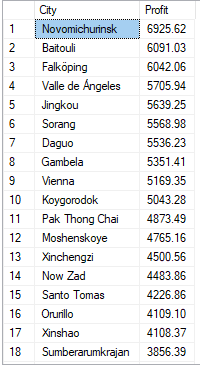 City Profit
1 Novomichurinsk 6925.62
2 Baitouli 6091.03
3 Falköping 6042.06
4 Valle de Ángeles 5705.94
5 Jingkou 5639.25
6 Sorang 5568.98
7 Daguo 5536.23
8 Gambela 5351.41
9 Vienna 5169.35
10 Koygorodok 5043.28
11 Pak Thong Chai 4873.49
12 Moshenskoye 4765.16
13 Xinchengzi 4500.56
14 Now Zad 4483.86
15 Santo Tomas 4226.86
16 Orurillo 4109.10
17 Xinshao 4108.37
18 Sumberarumkrajan 3856.39